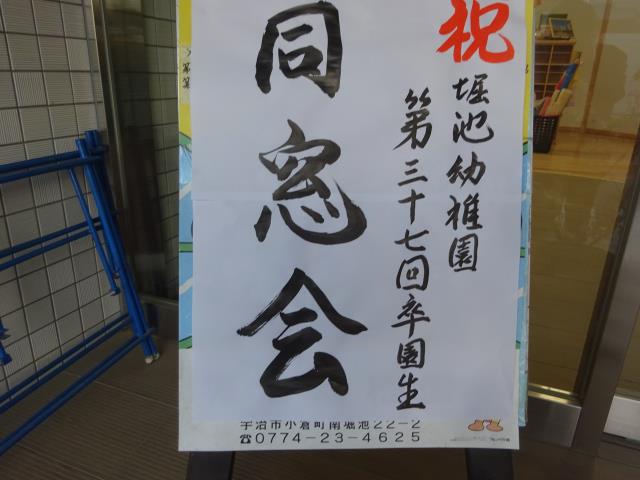 祝
堀池幼稚園
第三十七回卒園生
同窓会
宇治市小倉町南堀池22-2
☎0774-23-4625